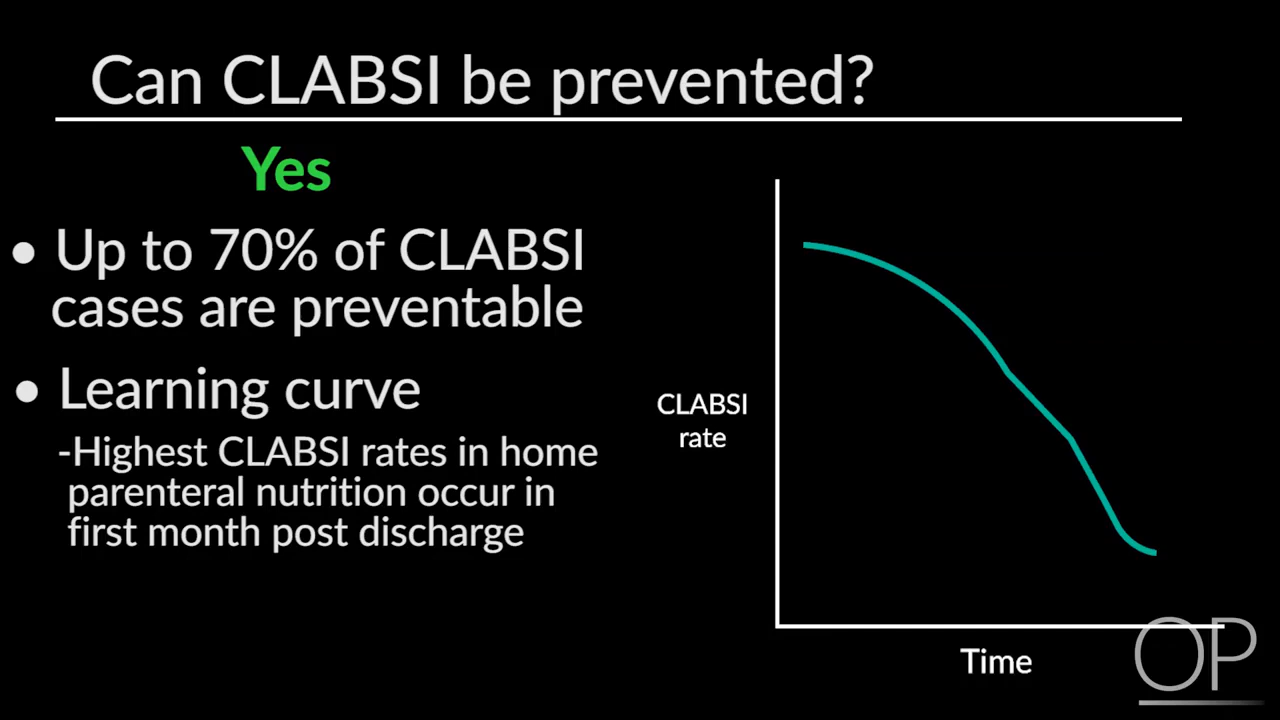 Can CLABSI be prevented?
Yes
• Up to 70% of CLABSI
cases are preventable
• Learning curve
-Highest CLABSI rates in home
parenteral nutrition occur in
first month post discharge
CLABSI
rate
Time
OP